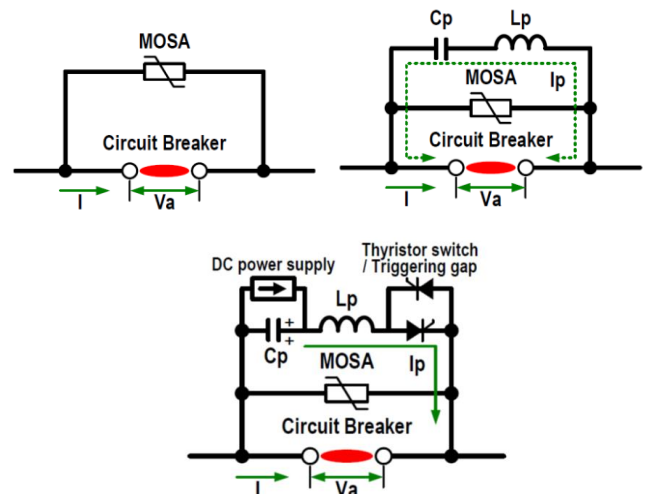 MOSA
Circuit Breaker
I
Va
Cp
Lp
MOSA
Ip
Circuit Breaker
I
Va
DC power supply
Thyristor switch
/ Triggering gap
Lp
+
+
Cp
Ip
MOSA
Circuit Breaker
I
Va